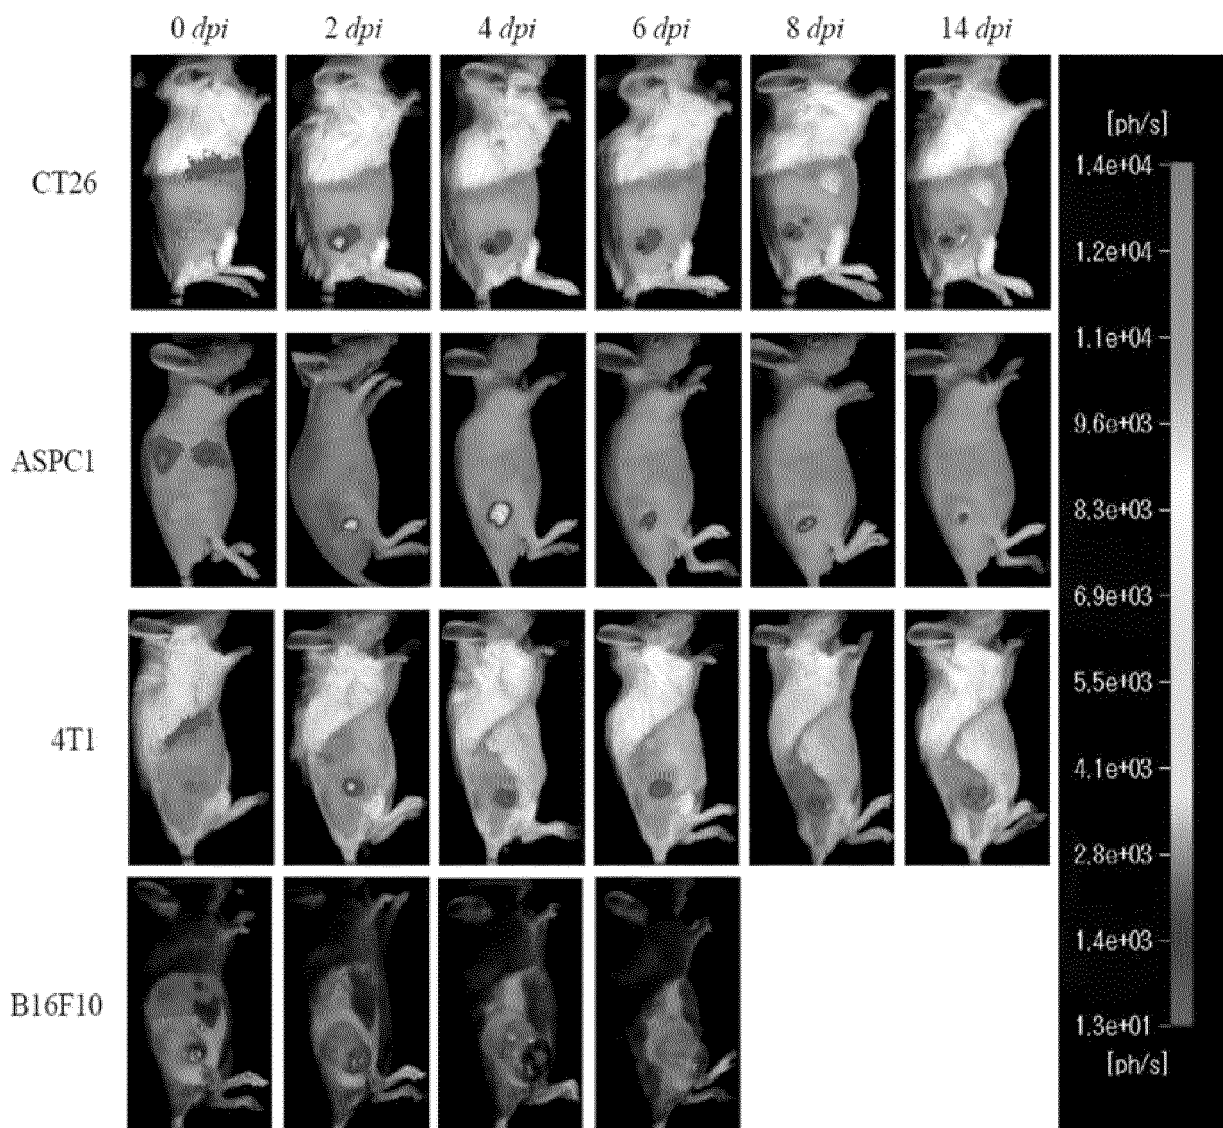 0 dpi 2 dpi 4 dpi 6 dpi 8 dpi 14 dpi
CT26
ASPC1
4T1
B16F10
[ph/s]
1.4e+04
1.2e+04
1.1e+04
9.6e+03
8.3e+03
6.9e+03
5.5e+03
4.1e+03
2.8e+03
1.4e+03
1.3e+01
[ph/s]